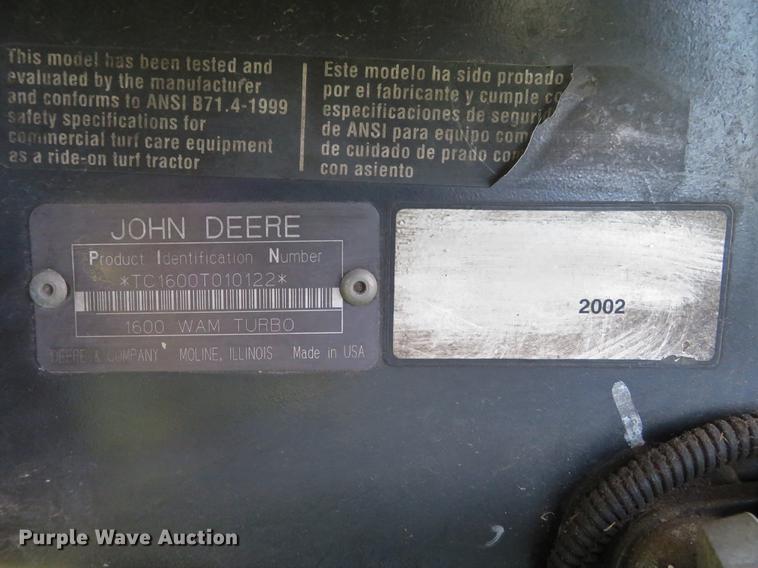 This model has been tested and
evaluated by the manufacturer
and conforms to ANSI B71.4-1999
safety specifications for
commercial turf care equipment
as a ride-on turf tractor
Este modelo ha sido probado
por el fabricante y cumple co
especificaciones de segurid
de ANSI para equipo com
de cuidado de prado con
con asiento
JOHN DEERE
Product Identification Number
*TC1600T010122*
1600 WAM TURBO
DEERE & COMPANY MOLINE, ILLINOIS Made in USA
2002
Purple Wave Auction